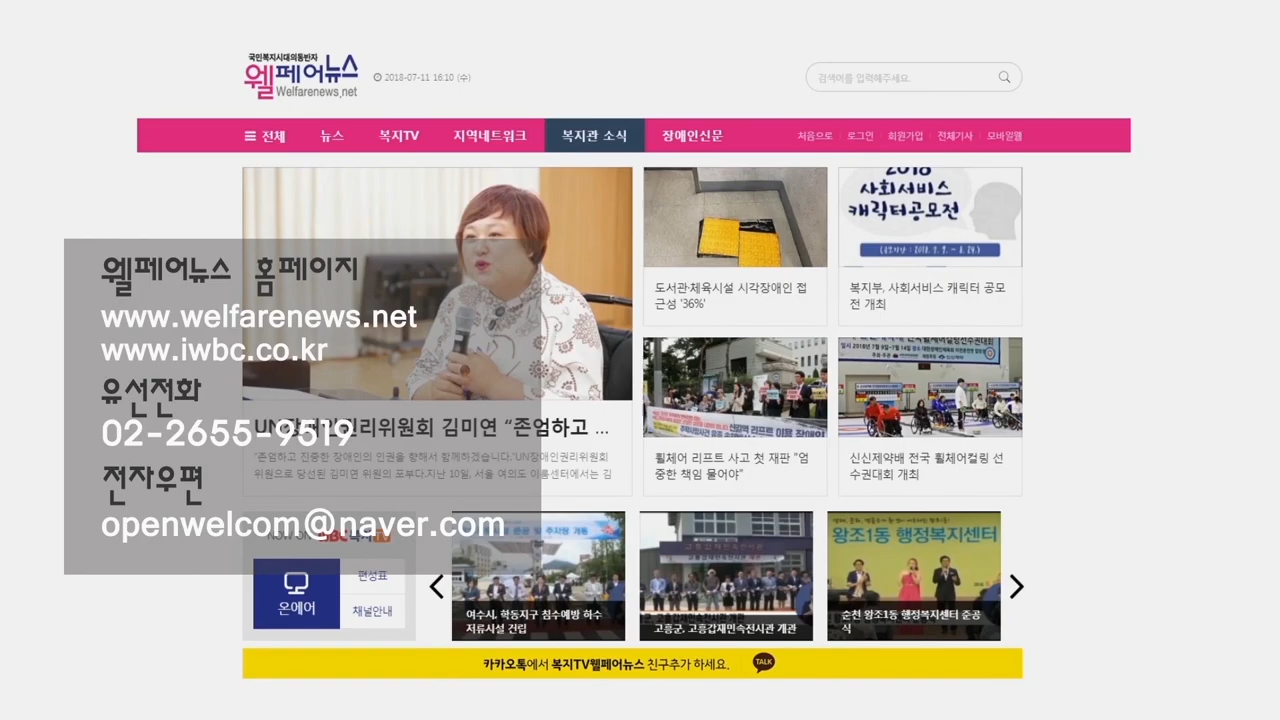 국민복지시대의동반자
웰페어뉴스
Welfarenews.net
2018-07-11 16:10 (수)
검색어를 입력해주세요.
전체 뉴스 복지TV 지역네트워크 복지관 소식 장애인신문
처음으로 로그인 회원가입 전체기사 모바일웹
웰페어뉴스 홈페이지
www.welfarenews.net
www.iwbc.co.kr
유선전화
02-2655-9519
전자우편
openwelcom@naver.com
UN장애인권리위원회 김미연 “존엄하고 ...
“존엄하고 진중한 장애인의 인권을 향해서 함께하겠습니다.’UN장애인권리위원회
위원으로 당선된 김미연 위원의 포부다.지난 10일, 서울 여의도 이룸센터에서는 김
도서관·체육시설 시각장애인 접
근성 '36%'
2018
사회서비스
캐릭터공모전
복지부, 사회서비스 캐릭터 공모
전 개최
휠체어 리프트 사고 첫 재판 "엄
중한 책임 물어야"
신신제약배 전국 휠체어컬링 선
수권대회 개최
복지TV
온에어
편성표
채널안내
여수시, 학동지구 침수예방 하수
저류시설 건립
고흥군, 고흥갑재민속전시관 개관
왕조1동 행정복지센터
순천 왕조1동 행정복지센터 준공
식
카카오톡에서 복지TV웰페어뉴스 친구추가 하세요.
TALK